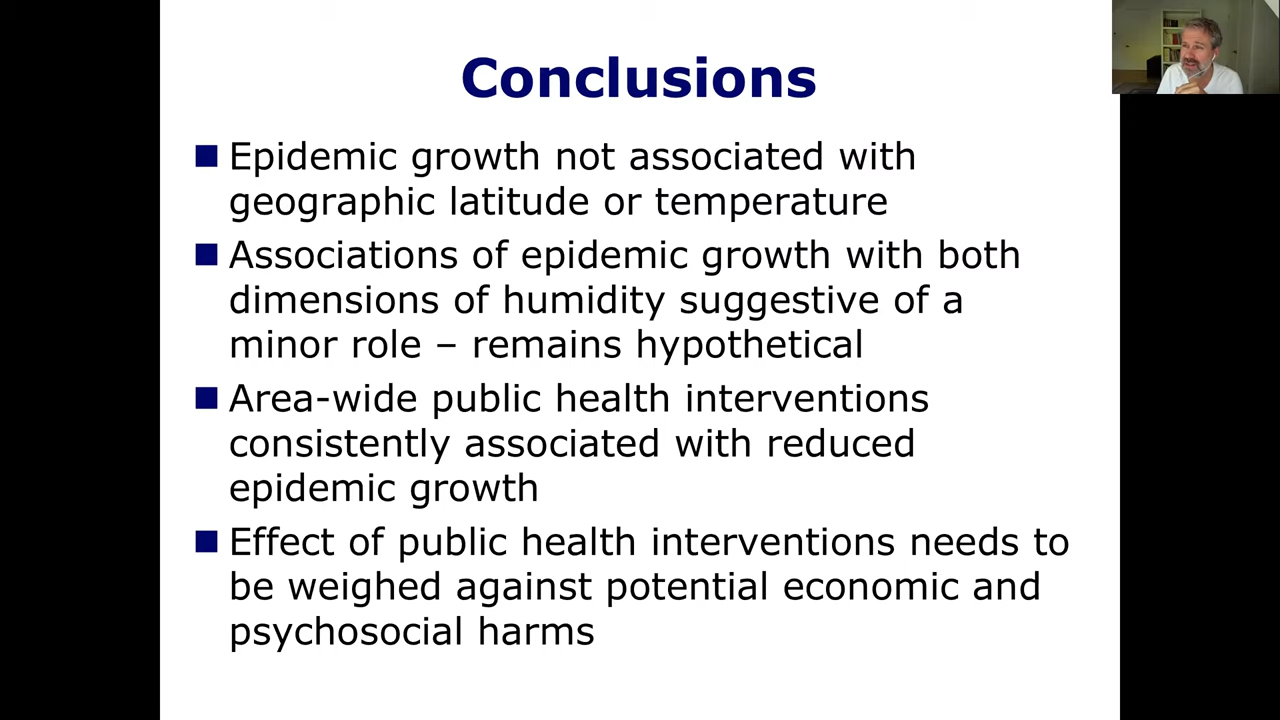 Conclusions
Epidemic growth not associated with
geographic latitude or temperature
Associations of epidemic growth with both
dimensions of humidity suggestive of a
minor role – remains hypothetical
Area-wide public health interventions
consistently associated with reduced
epidemic growth
Effect of public health interventions needs to
be weighed against potential economic and
psychosocial harms